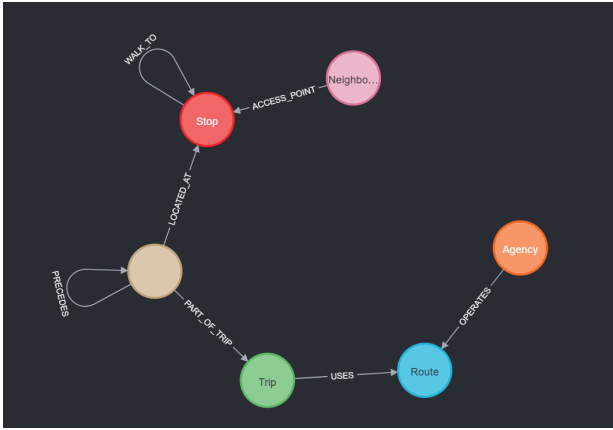 WALK_TO
Neighbo...
ACCESS_POINT
Stop
LOCATED_AT
Agency
PRECEDES
OPERATES
PART_OF_TRIP
Route
USES
Trip